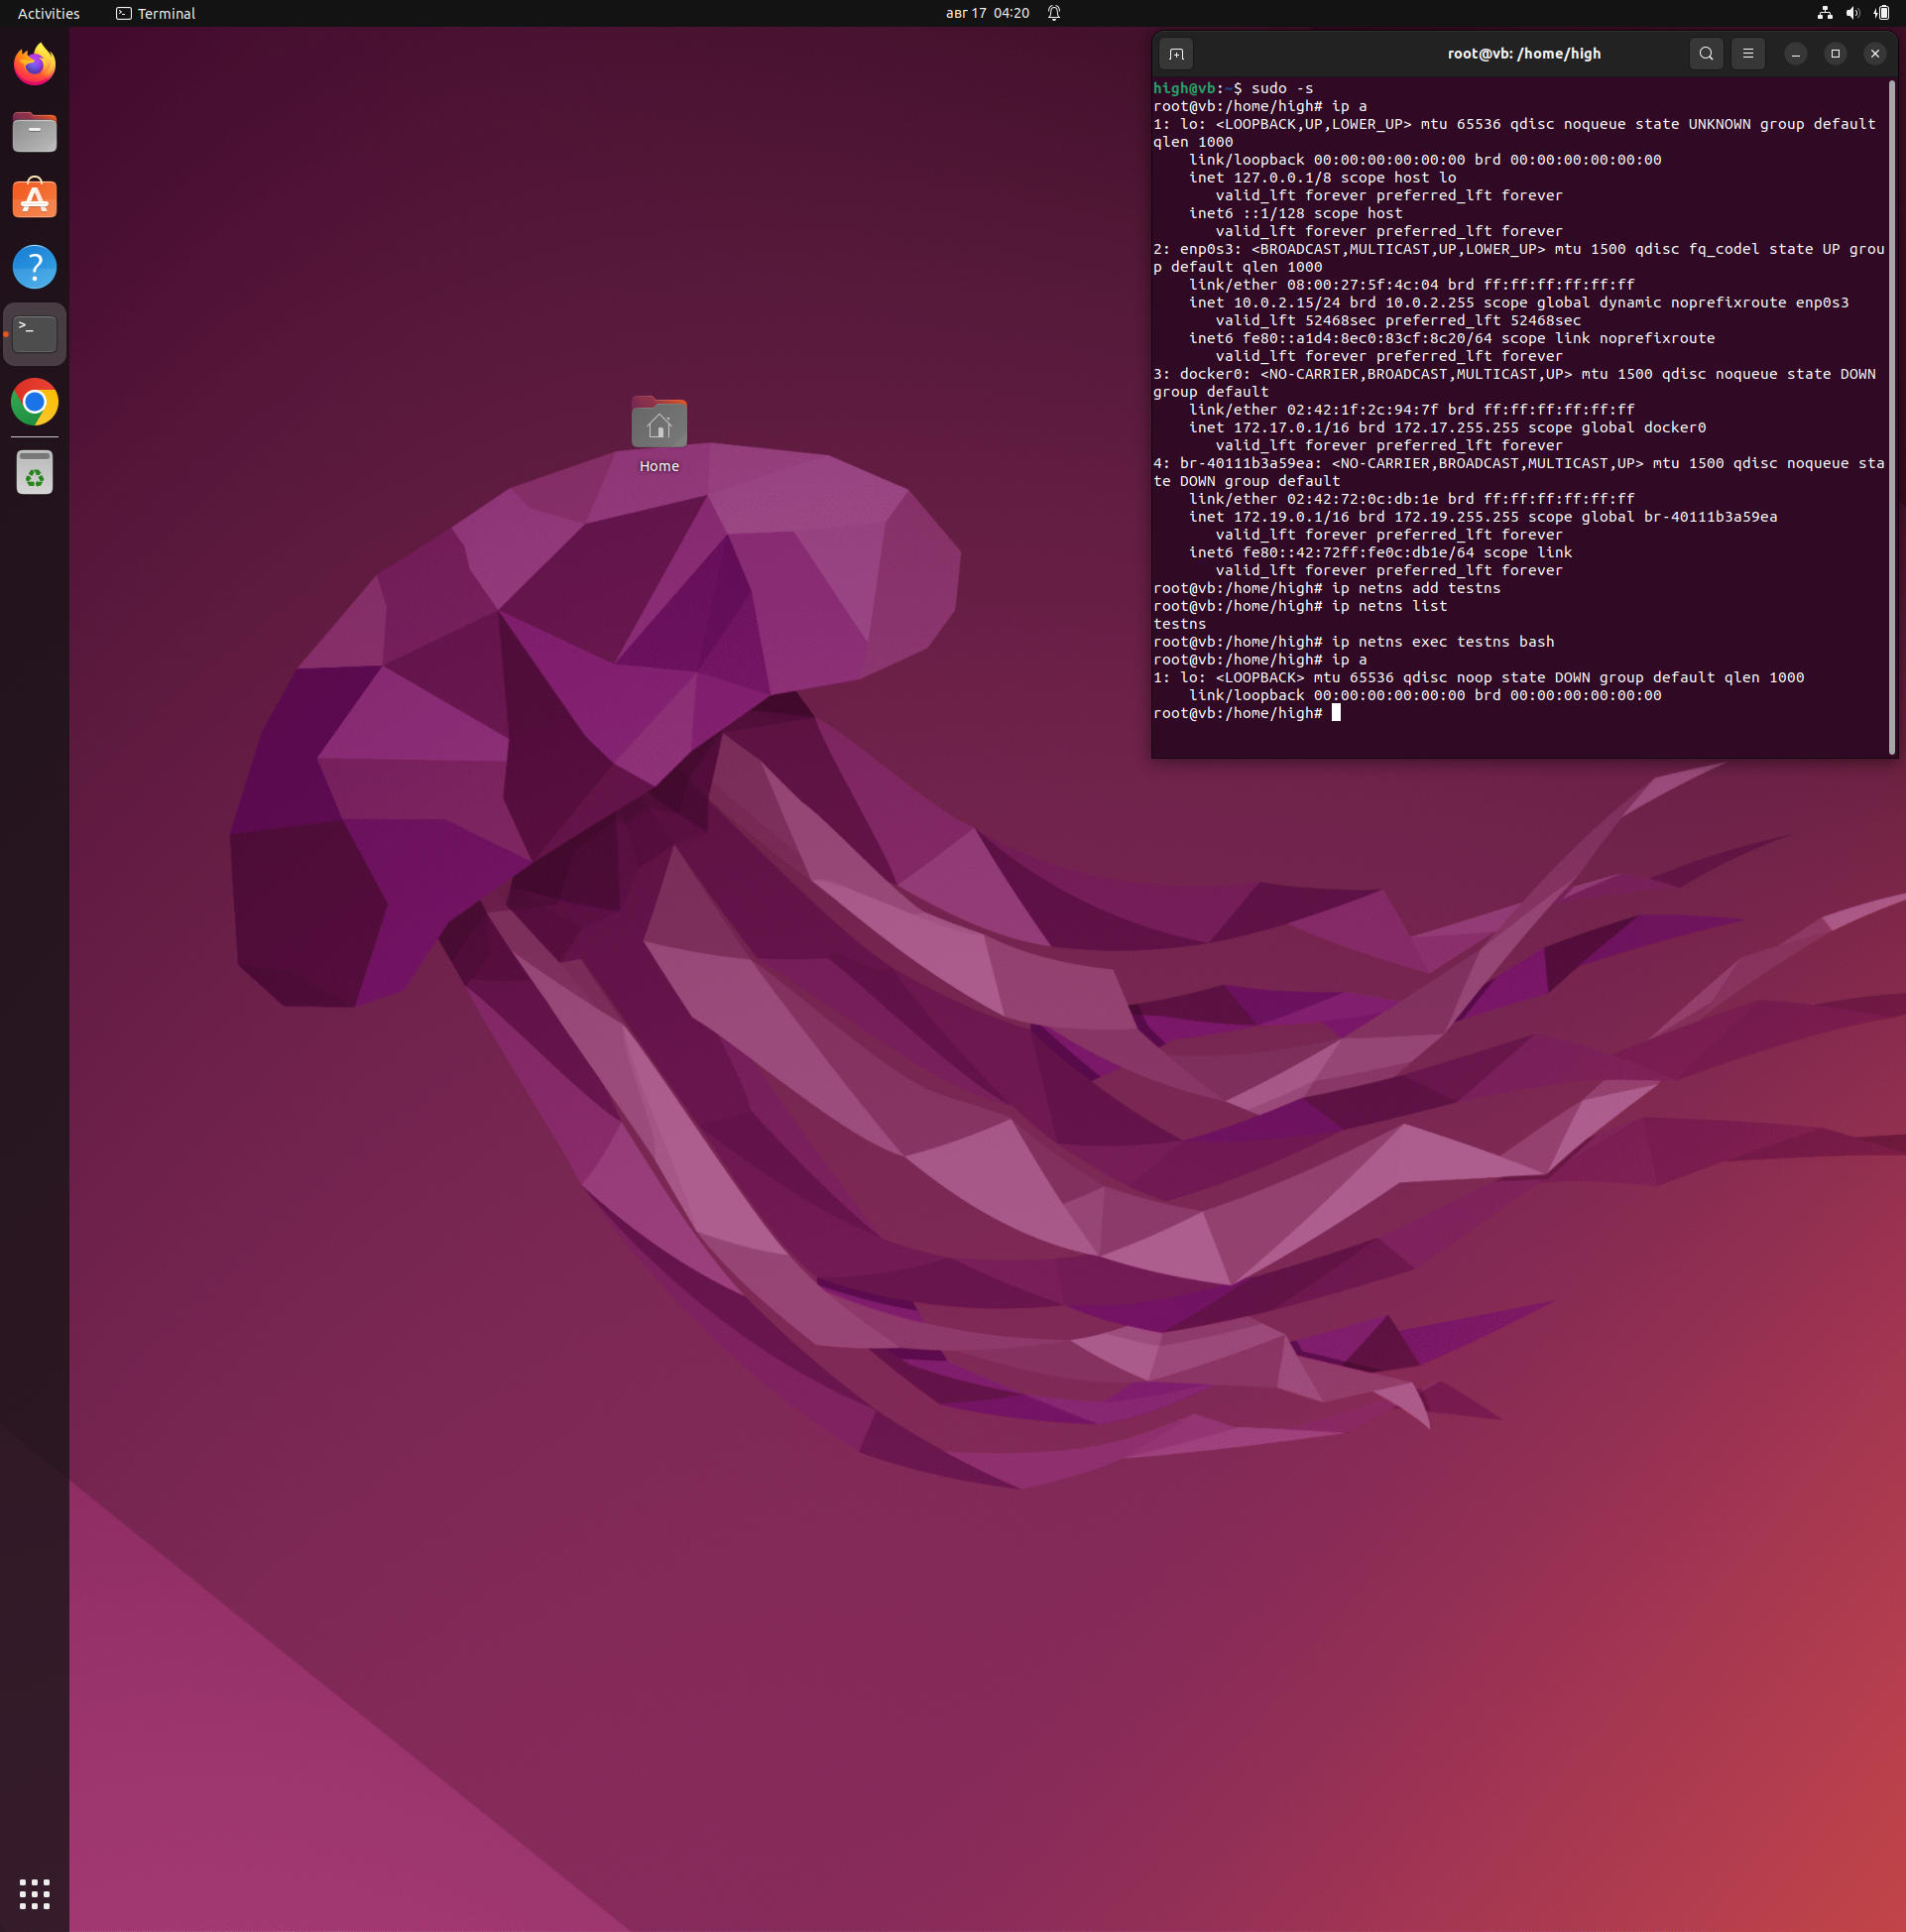 Activities
Terminal
авг 17 04:20
Home
root@vb: /home/high
high@vb:~$ sudo -s
root@vb:/home/high# ip a
1: lo: <LOOPBACK,UP,LOWER_UP> mtu 65536 qdisc noqueue state UNKNOWN group default
qlen 1000
    link/loopback 00:00:00:00:00:00 brd 00:00:00:00:00:00
    inet 127.0.0.1/8 scope host lo
       valid_lft forever preferred_lft forever
    inet6 ::1/128 scope host
       valid_lft forever preferred_lft forever
2: enp0s3: <BROADCAST,MULTICAST,UP,LOWER_UP> mtu 1500 qdisc fq_codel state UP grou
p default qlen 1000
    link/ether 08:00:27:5f:4c:04 brd ff:ff:ff:ff:ff:ff
    inet 10.0.2.15/24 brd 10.0.2.255 scope global dynamic noprefixroute enp0s3
       valid_lft 52468sec preferred_lft 52468sec
    inet6 fe80::a1d4:8ec0:83cf:8c20/64 scope link noprefixroute
       valid_lft forever preferred_lft forever
3: docker0: <NO-CARRIER,BROADCAST,MULTICAST,UP> mtu 1500 qdisc noqueue state DOWN
group default
    link/ether 02:42:1f:2c:94:7f brd ff:ff:ff:ff:ff:ff
    inet 172.17.0.1/16 brd 172.17.255.255 scope global docker0
       valid_lft forever preferred_lft forever
4: br-40111b3a59ea: <NO-CARRIER,BROADCAST,MULTICAST,UP> mtu 1500 qdisc noqueue sta
te DOWN group default
    link/ether 02:42:72:0c:db:1e brd ff:ff:ff:ff:ff:ff
    inet 172.19.0.1/16 brd 172.19.255.255 scope global br-40111b3a59ea
       valid_lft forever preferred_lft forever
    inet6 fe80::42:72ff:fe0c:db1e/64 scope link
       valid_lft forever preferred_lft forever
root@vb:/home/high# ip netns add testns
root@vb:/home/high# ip netns list
testns
root@vb:/home/high# ip netns exec testns bash
root@vb:/home/high# ip a
1: lo: <LOOPBACK> mtu 65536 qdisc noop state DOWN group default qlen 1000
    link/loopback 00:00:00:00:00:00 brd 00:00:00:00:00:00
root@vb:/home/high#